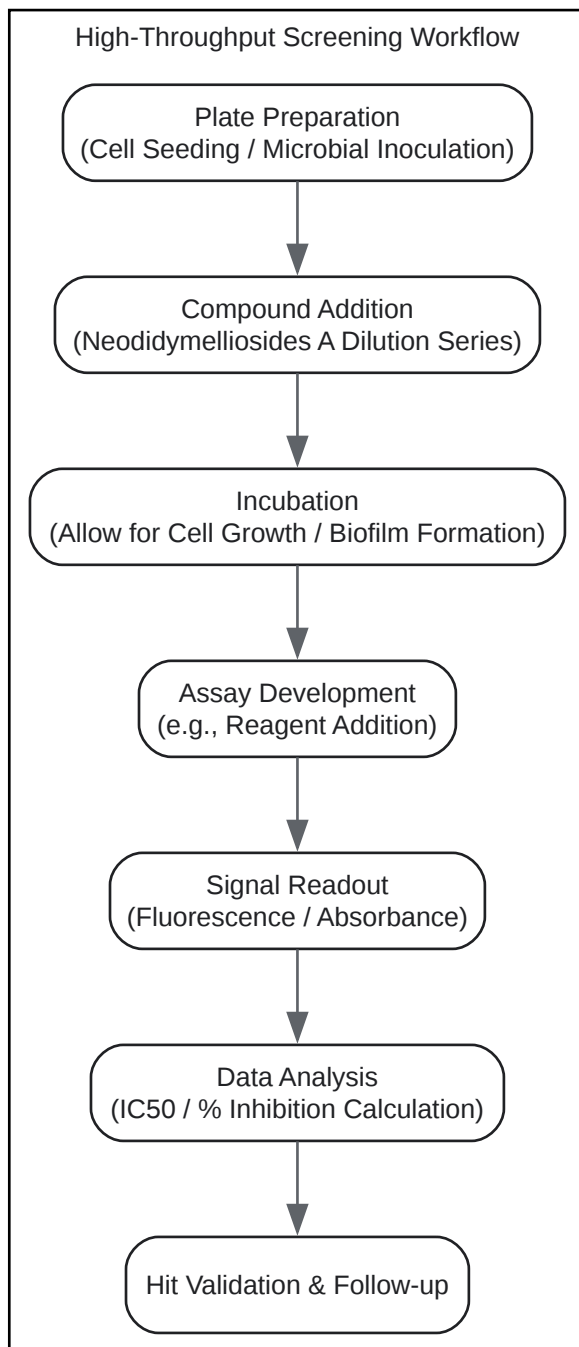 High-Throughput Screening Workflow
Plate Preparation
(Cell Seeding / Microbial Inoculation)
Compound Addition
(Neodidymelliosides A Dilution Series)
Incubation
(Allow for Cell Growth / Biofilm Formation)
Assay Development
(e.g., Reagent Addition)
Signal Readout
(Fluorescence / Absorbance)
Data Analysis
(IC50 / % Inhibition Calculation)
Hit Validation & Follow-up